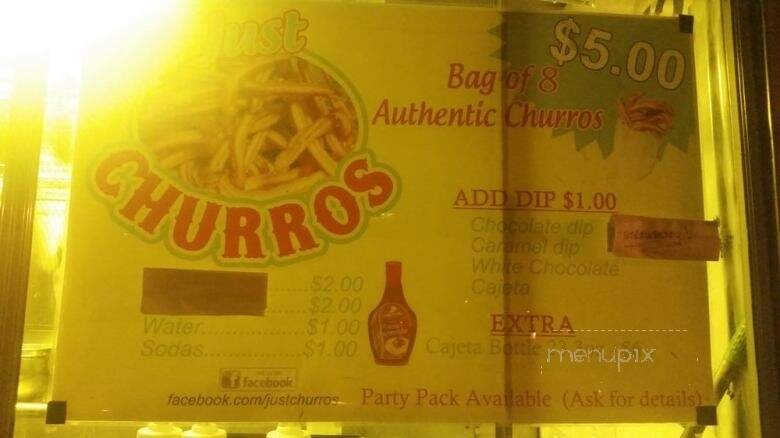 Just
CHURROS
$5.00
Bag of 8
Authentic Churros
ADD DIP $1.00
Chocolate dip
Caramel dip
White Chocolate
Cajeta
....................$2.00
....................$2.00
Water....................$1.00
Sodas....................$1.00
EXTRA
Cajeta Bottle
menupix
facebook
facebook.com/justchurros
Party Pack Available (Ask for details)